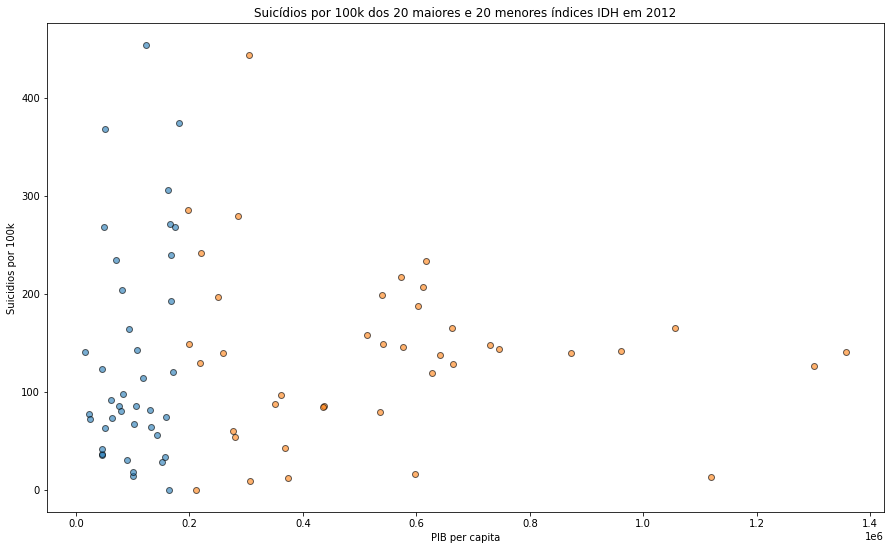 Suicídios por 100k dos 20 maiores e 20 menores índices IDH em 2012
Suicidios por 100k
400
300
200
100
0
0.0 0.2 0.4 0.6 0.8 1.0 1.2 1.4
1e6
PIB per capita